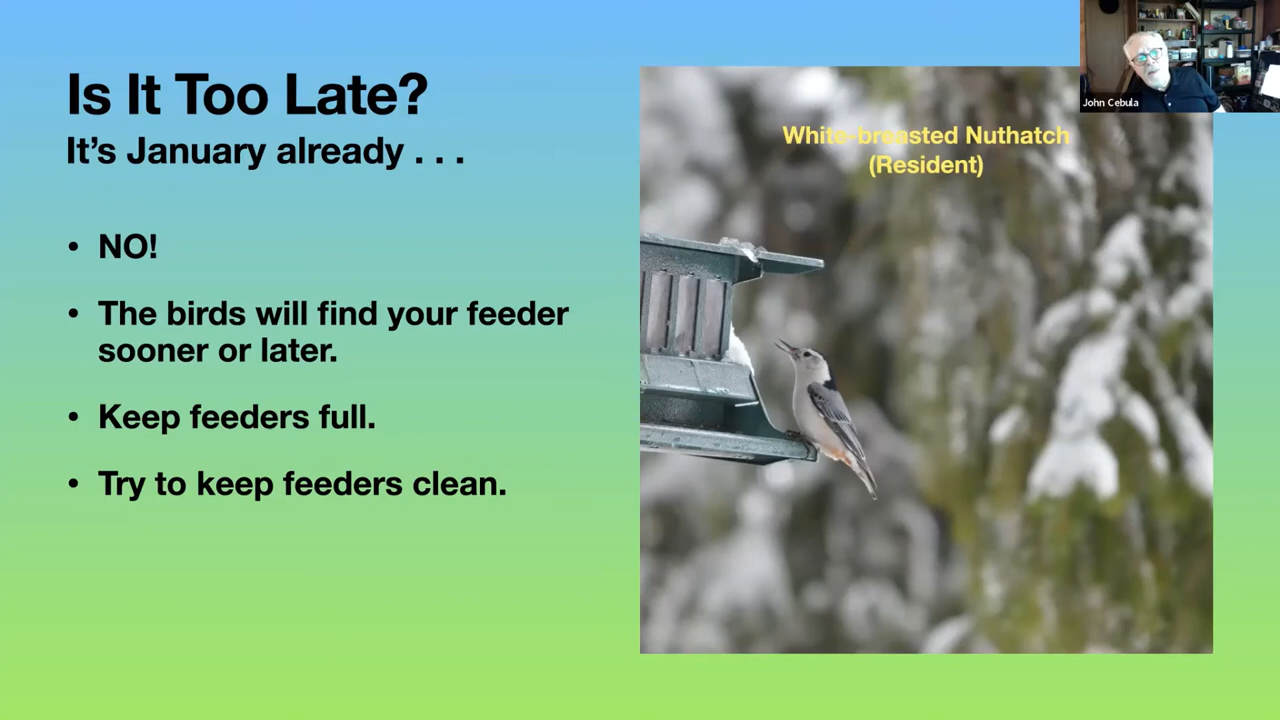 Is It Too Late?
It's January already . . .
• NO!
• The birds will find your feeder
sooner or later.
• Keep feeders full.
• Try to keep feeders clean.
White-breasted Nuthatch
(Resident)
John Cebula